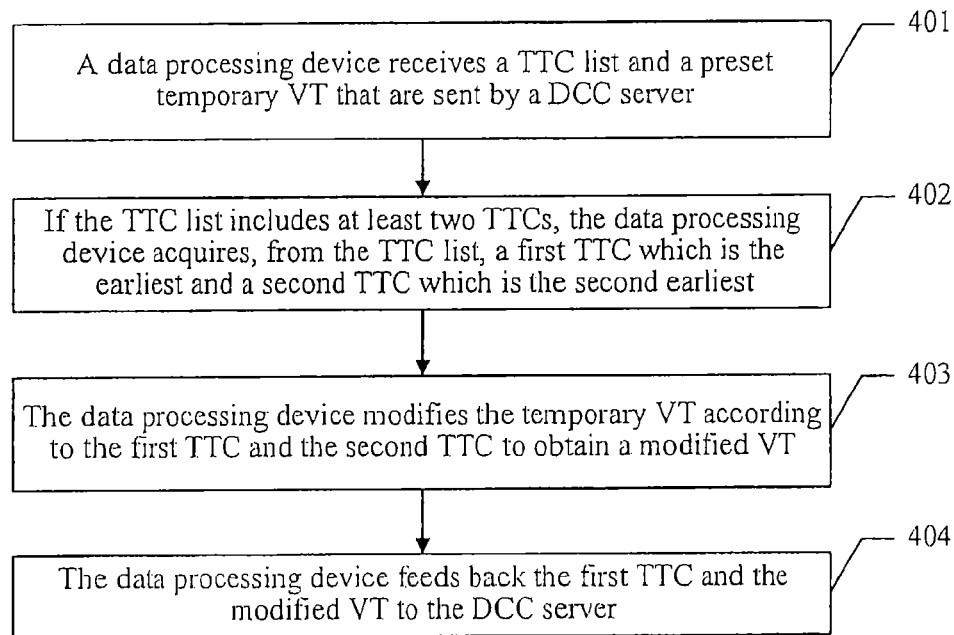 401
A data processing device receives a TTC list and a preset
temporary VT that are sent by a DCC server
402
If the TTC list includes at least two TTCs, the data processing
device acquires, from the TTC list, a first TTC which is the
earliest and a second TTC which is the second earliest
403
The data processing device modifies the temporary VT according
to the first TTC and the second TTC to obtain a modified VT
404
The data processing device feeds back the first TTC and the
modified VT to the DCC server